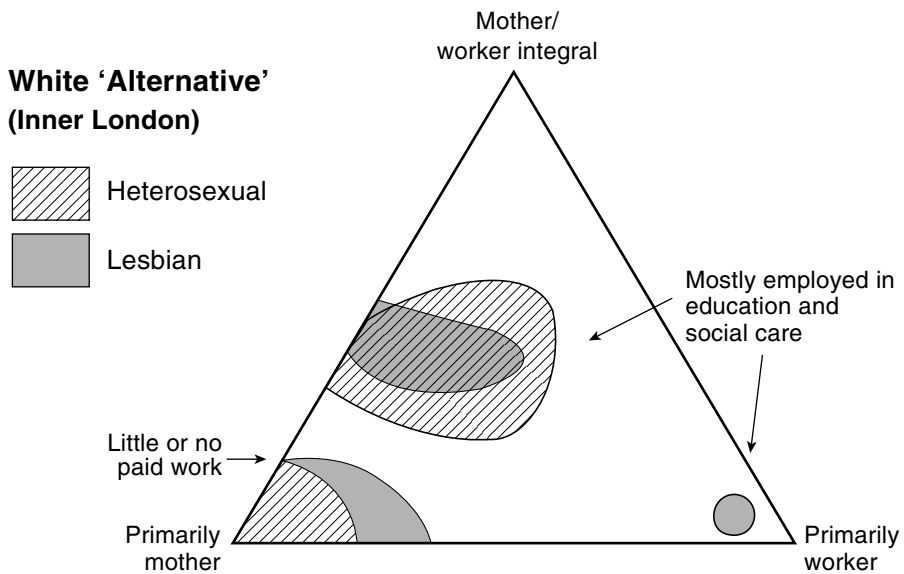 Mother/
worker integral
White ‘Alternative’
(Inner London)
Heterosexual
Lesbian
Mostly employed in
education and
social care
Little or no
paid work
Primarily
mother
Primarily
worker